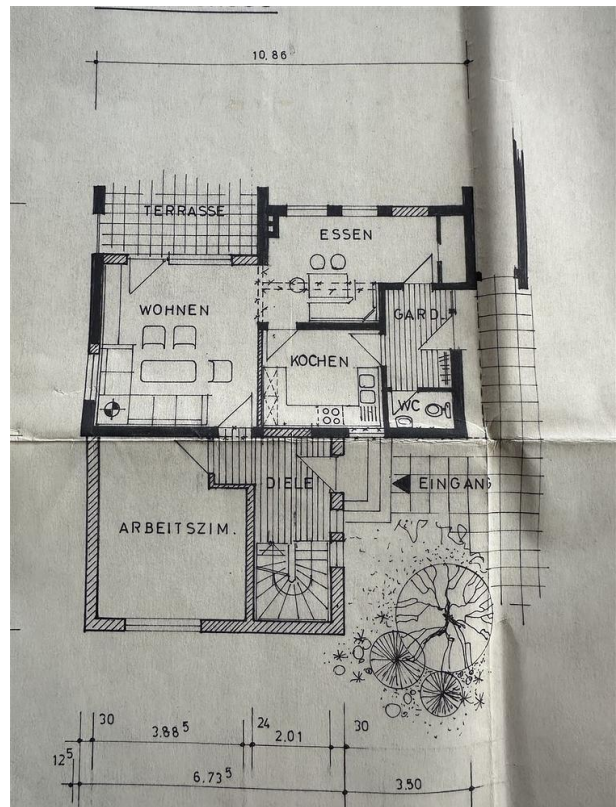 10.86
TERRASSE
ESSEN
WOHNEN
GARD.
KOCHEN
WC
DIELE
EINGANG
ARBEITSZIM.
30
3.88⁵
24
2.01
30
12⁵
6.73⁵
3.50